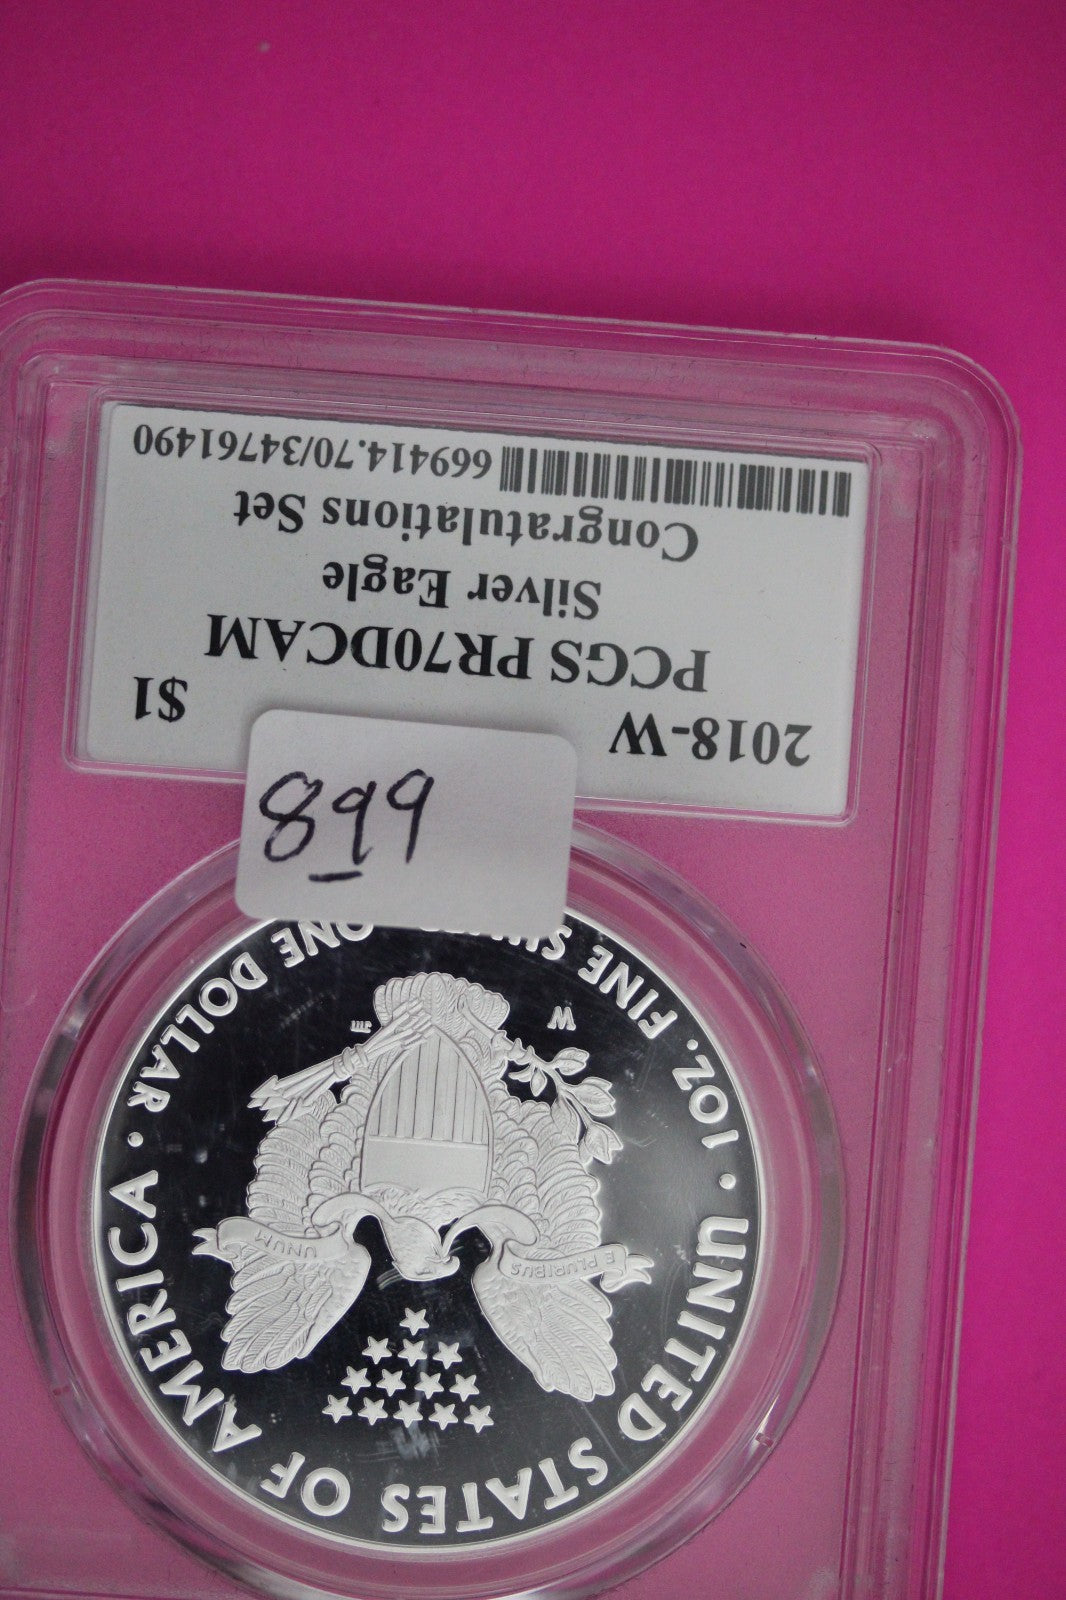 2018-W $1
PCGS PR70DCAM
Silver Eagle
Congratulations Set
669414.70/34761490
899
UNITED STATES OF AMERICA
1 OZ. FINE ONE DOLLAR
E PLURIBUS
UNUM
W